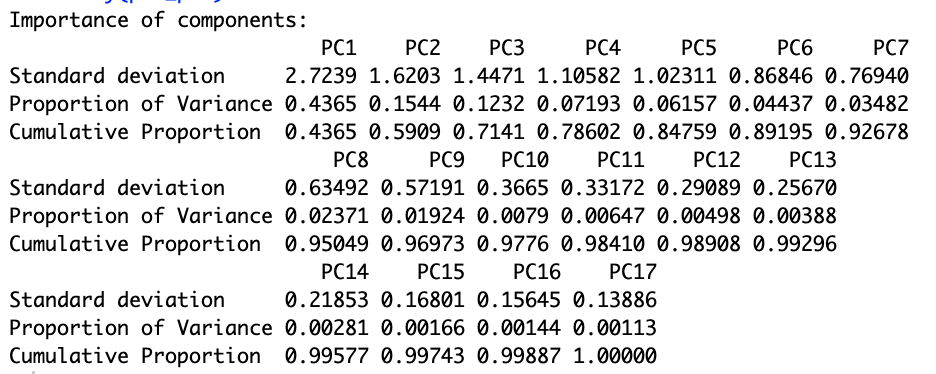 Importance of components:
PC1 PC2 PC3 PC4 PC5 PC6 PC7
Standard deviation 2.7239 1.6203 1.4471 1.10582 1.02311 0.86846 0.76940
Proportion of Variance 0.4365 0.1544 0.1232 0.07193 0.06157 0.04437 0.03482
Cumulative Proportion 0.4365 0.5909 0.7141 0.78602 0.84759 0.89195 0.92678
PC8 PC9 PC10 PC11 PC12 PC13
Standard deviation 0.63492 0.57191 0.3665 0.33172 0.29089 0.25670
Proportion of Variance 0.02371 0.01924 0.0079 0.00647 0.00498 0.00388
Cumulative Proportion 0.95049 0.96973 0.9776 0.98410 0.98908 0.99296
PC14 PC15 PC16 PC17
Standard deviation 0.21853 0.16801 0.15645 0.13886
Proportion of Variance 0.00281 0.00166 0.00144 0.00113
Cumulative Proportion 0.99577 0.99743 0.99887 1.00000